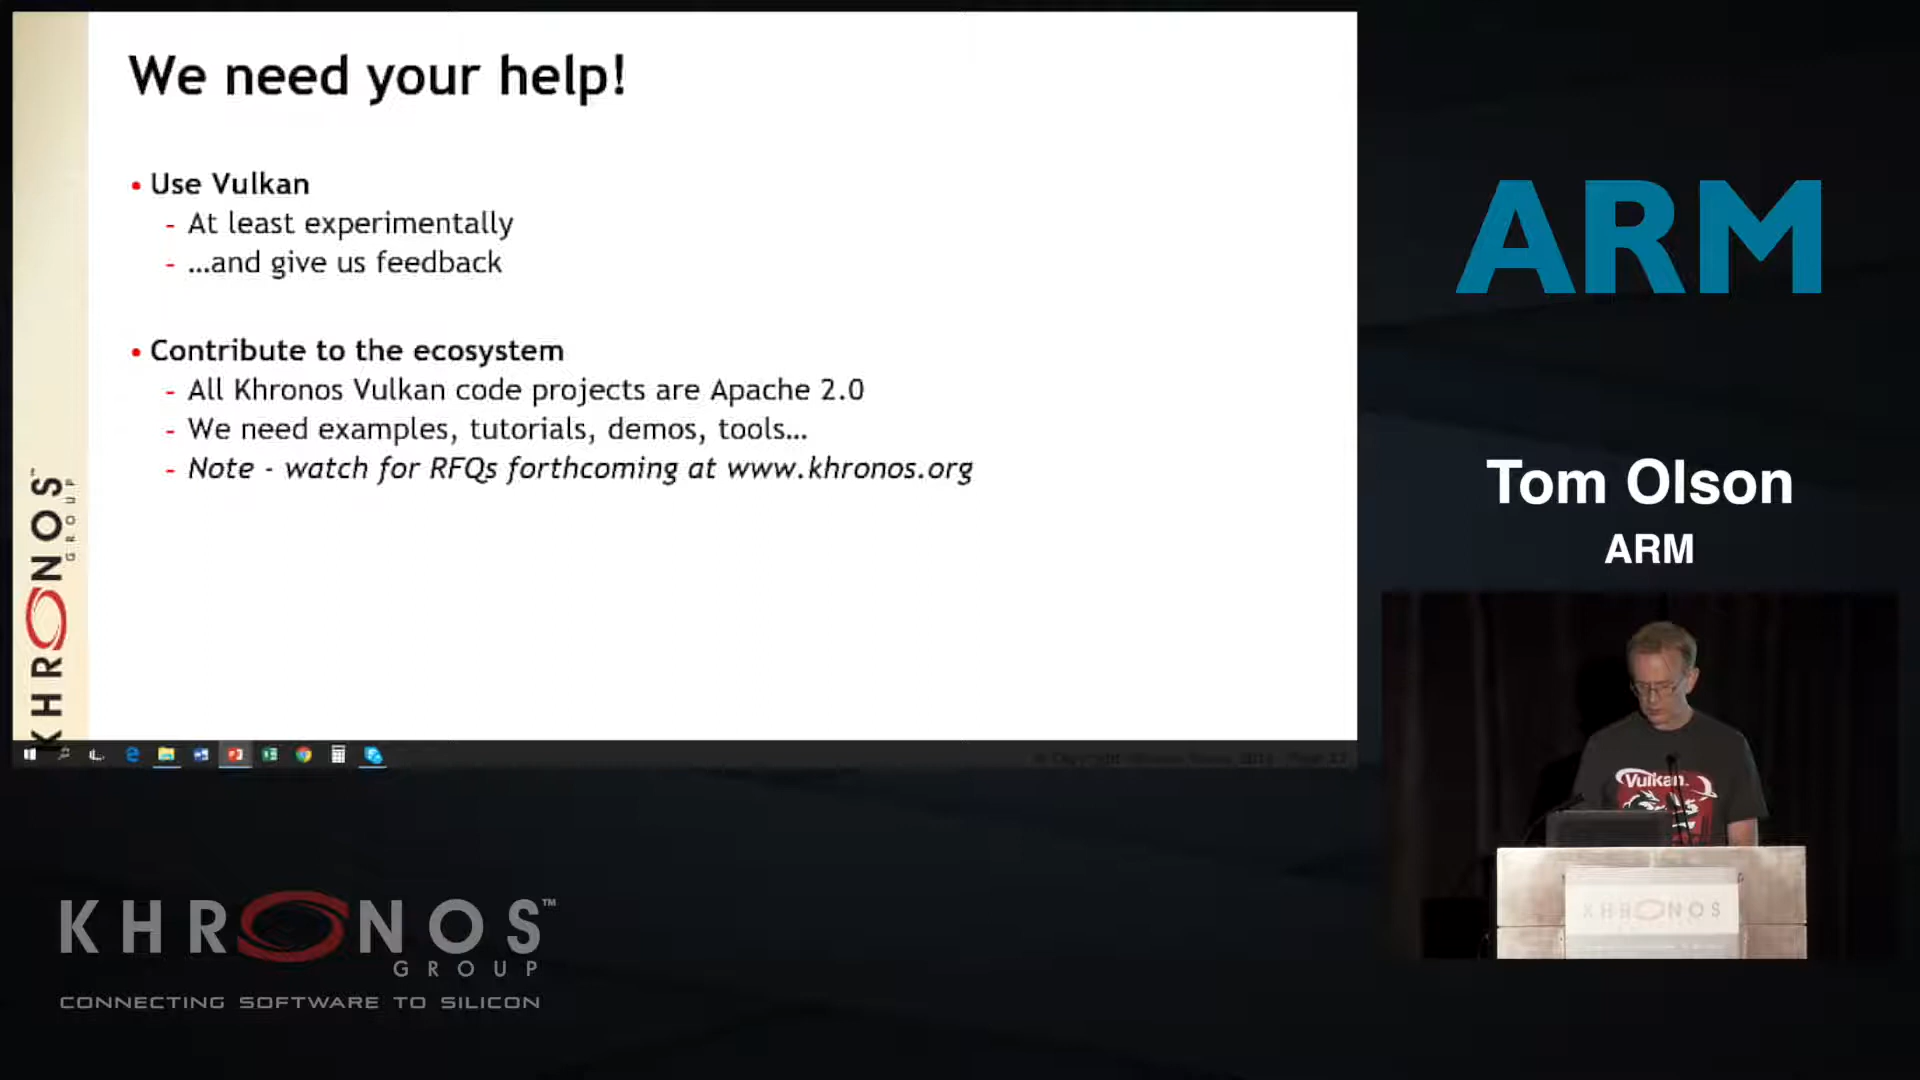 We need your help!
• Use Vulkan
- At least experimentally
- …and give us feedback
• Contribute to the ecosystem
- All Khronos Vulkan code projects are Apache 2.0
- We need examples, tutorials, demos, tools…
- Note - watch for RFQs forthcoming at www.khronos.org
KHRONOS™
GROUP
ARM
Tom Olson
ARM
Vulkan
KHRONOS
KHRONOS™
GROUP
CONNECTING SOFTWARE TO SILICON